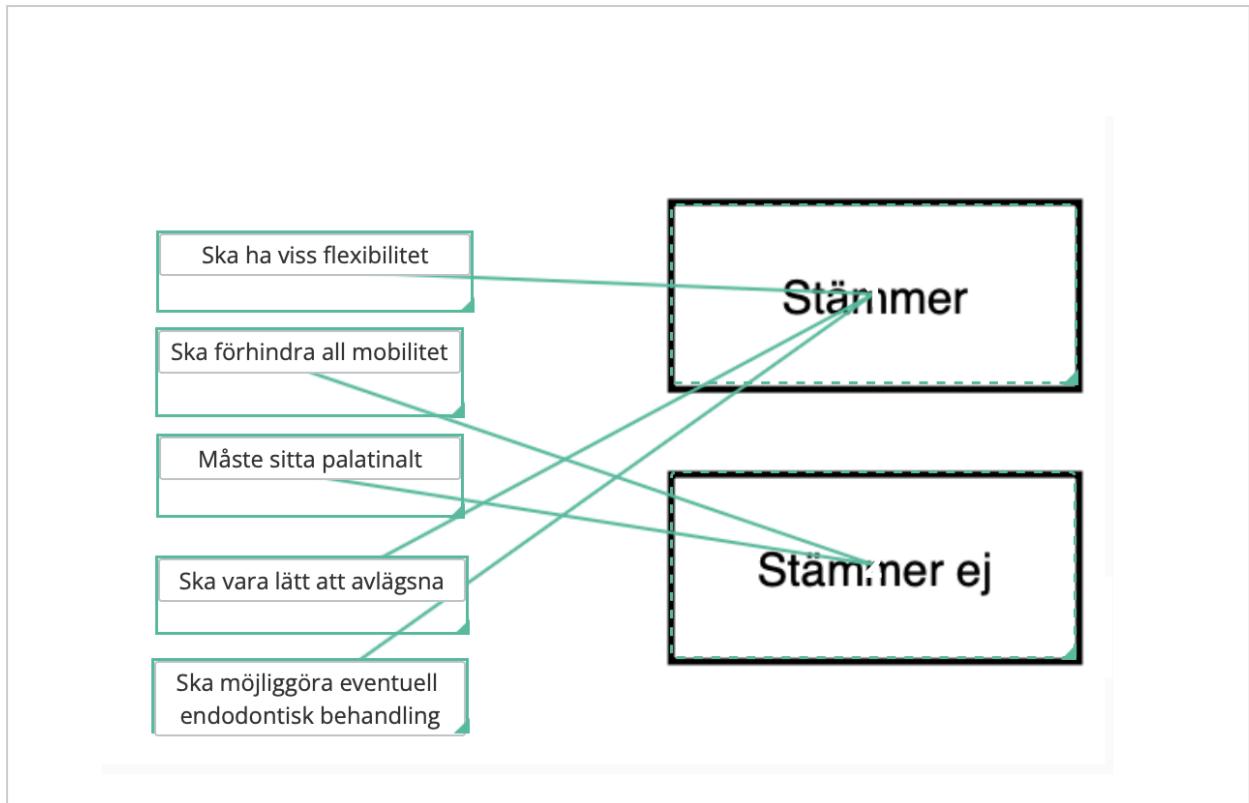 Ska ha viss flexibilitet
Ska förhindra all mobilitet
Måste sitta palatinalt
Ska vara lätt att avlägsna
Ska möjliggöra eventuell
endodontisk behandling
Stämmer
Stämmer ej